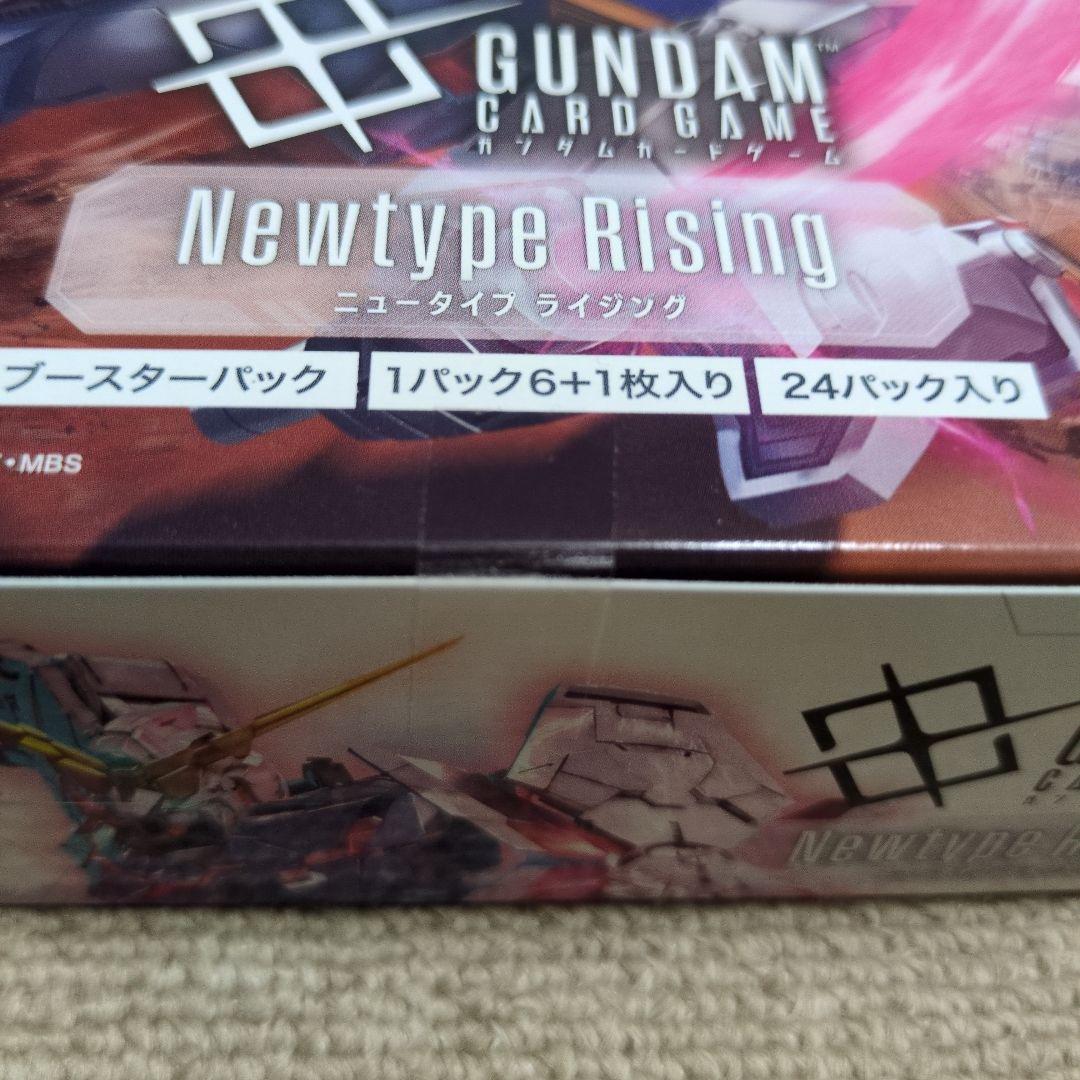 GUNDAM™
CARD GAME
ガンダムカードゲーム
Newtype Rising
ニュータイプ ライジング
ブースターパック
1パック6+1枚入り
24パック入り
・MBS
Newtype R